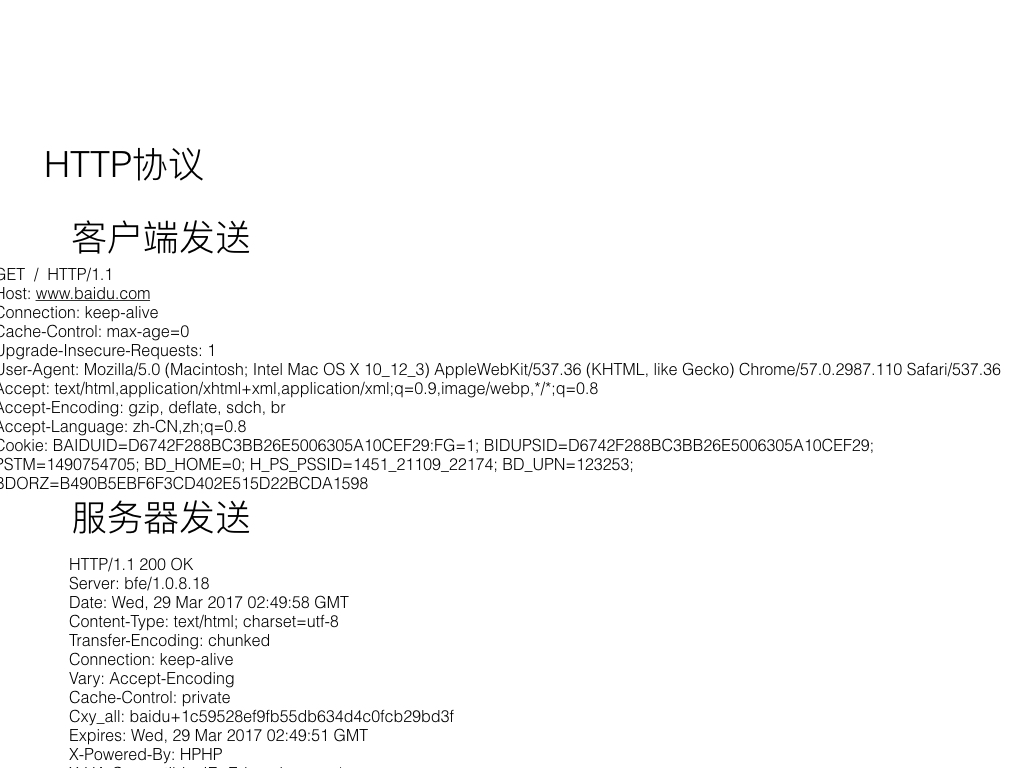 HTTP协议
客户端发送
GET / HTTP/1.1
Host: www.baidu.com
Connection: keep-alive
Cache-Control: max-age=0
Upgrade-Insecure-Requests: 1
User-Agent: Mozilla/5.0 (Macintosh; Intel Mac OS X 10_12_3) AppleWebKit/537.36 (KHTML, like Gecko) Chrome/57.0.2987.110 Safari/537.36
Accept: text/html,application/xhtml+xml,application/xml;q=0.9,image/webp,*/*;q=0.8
Accept-Encoding: gzip, deflate, sdch, br
Accept-Language: zh-CN,zh;q=0.8
Cookie: BAIDUID=D6742F288BC3BB26E5006305A10CEF29:FG=1; BIDUPSID=D6742F288BC3BB26E5006305A10CEF29;
PSTM=1490754705; BD_HOME=0; H_PS_PSSID=1451_21109_22174; BD_UPN=123253;
BDORZ=B490B5EBF6F3CD402E515D22BCDA1598
服务器发送
HTTP/1.1 200 OK
Server: bfe/1.0.8.18
Date: Wed, 29 Mar 2017 02:49:58 GMT
Content-Type: text/html; charset=utf-8
Transfer-Encoding: chunked
Connection: keep-alive
Vary: Accept-Encoding
Cache-Control: private
Cxy_all: baidu+1c59528ef9fb55db634d4c0fcb29bd3f
Expires: Wed, 29 Mar 2017 02:49:51 GMT
X-Powered-By: HPHP